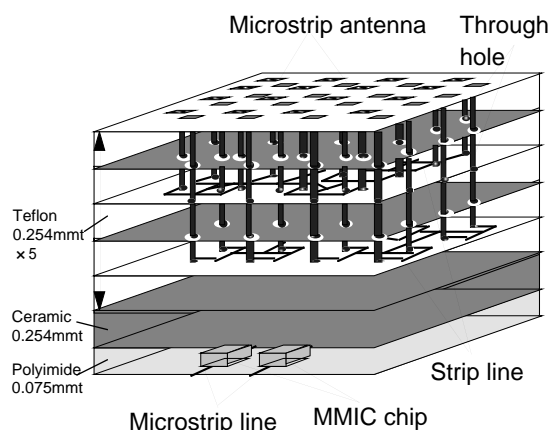 Microstrip antenna
Through
hole
Teflon
0.254mmt
×5
Ceramic
0.254mmt
Polyimide
0.075mmt
Strip line
Microstrip line
MMIC chip